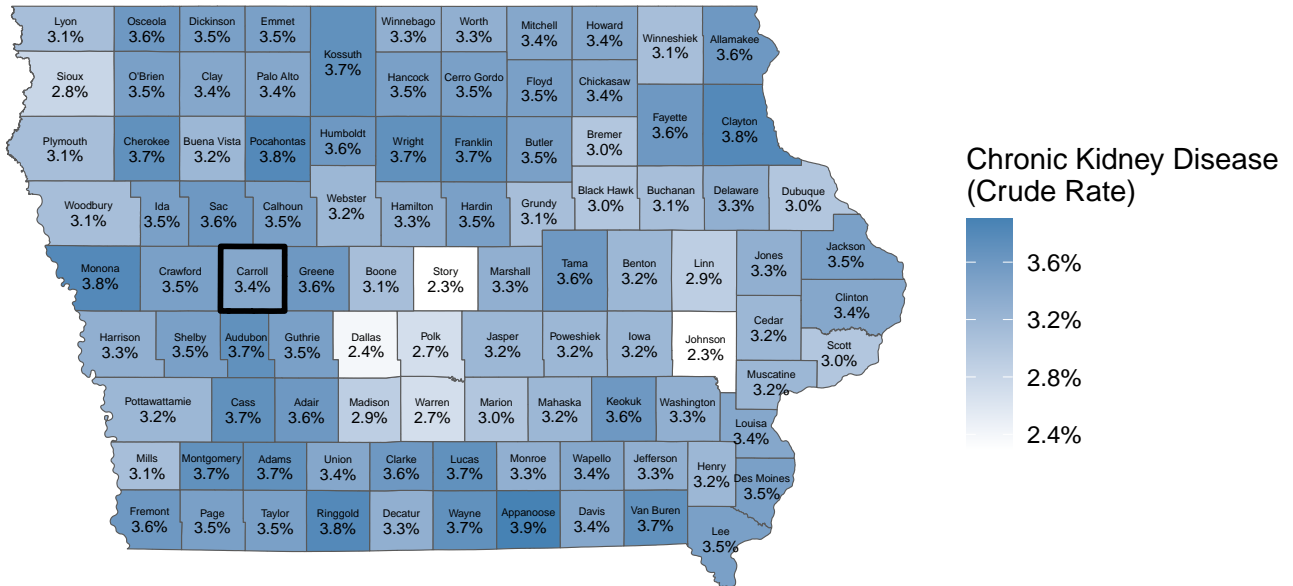 Lyon
3.1%
Osceola
3.6%
Dickinson
3.5%
Emmet
3.5%
Kossuth
3.7%
Winnebago
3.3%
Worth
3.3%
Mitchell
3.4%
Howard
3.4%
Winneshiek
3.1%
Allamakee
3.6%
Sioux
2.8%
O'Brien
3.5%
Clay
3.4%
Palo Alto
3.4%
Hancock
3.5%
Cerro Gordo
3.5%
Floyd
3.5%
Chickasaw
3.4%
Fayette
3.6%
Clayton
3.8%
Plymouth
3.1%
Cherokee
3.7%
Buena Vista
3.2%
Pocahontas
3.8%
Humboldt
3.6%
Wright
3.7%
Franklin
3.7%
Butler
3.5%
Bremer
3.0%
Woodbury
3.1%
Ida
3.5%
Sac
3.6%
Calhoun
3.5%
Webster
3.2%
Hamilton
3.3%
Hardin
3.5%
Grundy
3.1%
Black Hawk
3.0%
Buchanan
3.1%
Delaware
3.3%
Dubuque
3.0%
Monona
3.8%
Crawford
3.5%
Carroll
3.4%
Greene
3.6%
Boone
3.1%
Story
2.3%
Marshall
3.3%
Tama
3.6%
Benton
3.2%
Linn
2.9%
Jones
3.3%
Jackson
3.5%
Clinton
3.4%
Harrison
3.3%
Shelby
3.5%
Audubon
3.7%
Guthrie
3.5%
Dallas
2.4%
Polk
2.7%
Jasper
3.2%
Poweshiek
3.2%
Iowa
3.2%
Johnson
2.3%
Cedar
3.2%
Scott
3.0%
Muscatine
3.2%
Pottawattamie
3.2%
Cass
3.7%
Adair
3.6%
Madison
2.9%
Warren
2.7%
Marion
3.0%
Mahaska
3.2%
Keokuk
3.6%
Washington
3.3%
Louisa
3.4%
Mills
3.1%
Montgomery
3.7%
Adams
3.7%
Union
3.4%
Clarke
3.6%
Lucas
3.7%
Monroe
3.3%
Wapello
3.4%
Jefferson
3.3%
Henry
3.2%
Des Moines
3.5%
Fremont
3.6%
Page
3.5%
Taylor
3.5%
Ringgold
3.8%
Decatur
3.3%
Wayne
3.7%
Appanoose
3.9%
Davis
3.4%
Van Buren
3.7%
Lee
3.5%
Chronic Kidney Disease
(Crude Rate)
3.6%
3.2%
2.8%
2.4%